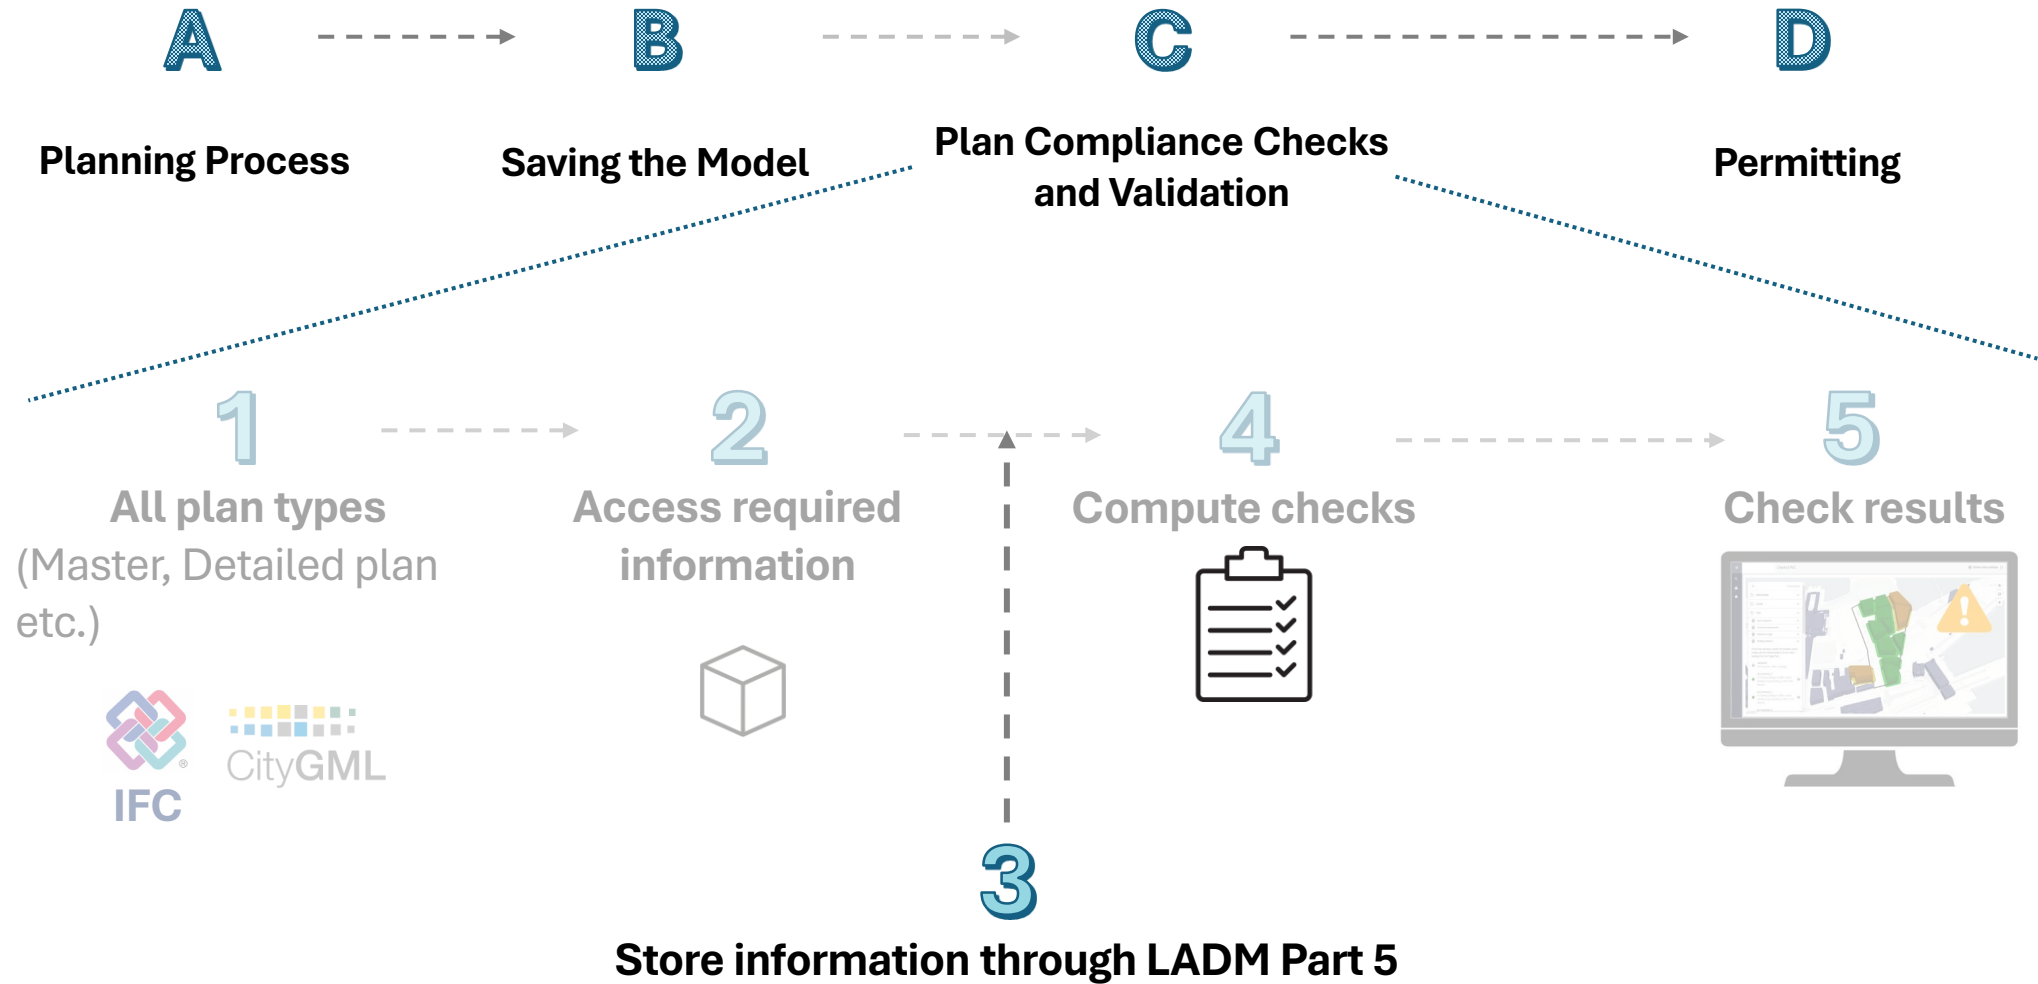 A
B
C
D
Planning Process
Saving the Model
Plan Compliance Checks
and Validation
Permitting
1
2
4
5
All plan types
(Master, Detailed plan
etc.)
Access required
information
Compute checks
Check results
®
IFC
CityGML
3
Store information through LADM Part 5